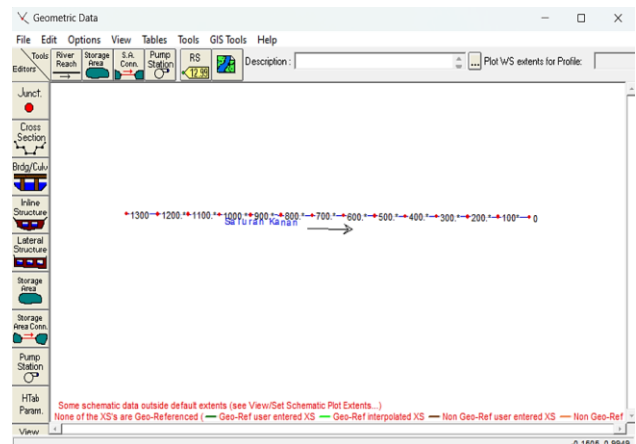 Geometric Data
File Edit Options View Tables Tools GIS Tools Help
Tools
Editors
River Reach
Storage Area
S.A. Conn.
Pump Station
RS
12.99
Description :
...
Plot WS extents for Profile:
Junct.
Cross Section
Brdg/Culv
Inline Structure
Lateral Structure
Storage Area
Storage Area Conn.
Pump Station
HTab Param.
View
1300 1200.* 1100.* 1000.* 900.* 800.* 700.* 600.* 500.* 400.* 300.* 200.* 100* 0
Saluran Kanan
Some schematic data outside default extents (see View/Set Schematic Plot Extents...)
None of the XS's are Geo-Referenced ( Geo-Ref user entered XS Geo-Ref interpolated XS Non Geo-Ref user entered XS Non Geo-Ref